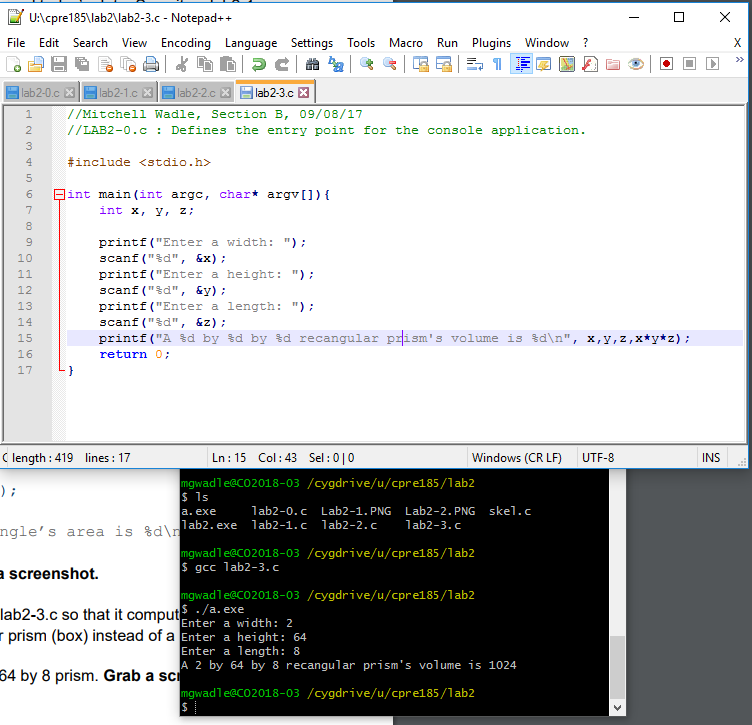 U:\cpre185\lab2\lab2-3.c - Notepad++
File Edit Search View Encoding Language Settings Tools Macro Run Plugins Window ? X
lab2-0.c lab2-1.c lab2-2.c lab2-3.c
1 //Mitchell Wadle, Section B, 09/08/17
2 //LAB2-0.c : Defines the entry point for the console application.
3
4 #include <stdio.h>
5
6 int main(int argc, char* argv[]){
7 int x, y, z;
8
9 printf("Enter a width: ");
10 scanf("%d", &x);
11 printf("Enter a height: ");
12 scanf("%d", &y);
13 printf("Enter a length: ");
14 scanf("%d", &z);
15 printf("A %d by %d by %d recangular prism's volume is %d\n", x,y,z,x*y*z);
16 return 0;
17 }
C length : 419 lines : 17 Ln : 15 Col : 43 Sel : 0 | 0 Windows (CR LF) UTF-8 INS
);
ngle's area is %d\n
a screenshot.
lab2-3.c so that it comput
r prism (box) instead of a
64 by 8 prism. Grab a scr
mgwadle@CO2018-03 /cygdrive/u/cpre185/lab2
$ ls
a.exe lab2-0.c Lab2-1.PNG Lab2-2.PNG skel.c
lab2.exe lab2-1.c lab2-2.c lab2-3.c
mgwadle@CO2018-03 /cygdrive/u/cpre185/lab2
$ gcc lab2-3.c
mgwadle@CO2018-03 /cygdrive/u/cpre185/lab2
$ ./a.exe
Enter a width: 2
Enter a height: 64
Enter a length: 8
A 2 by 64 by 8 recangular prism's volume is 1024
mgwadle@CO2018-03 /cygdrive/u/cpre185/lab2
$